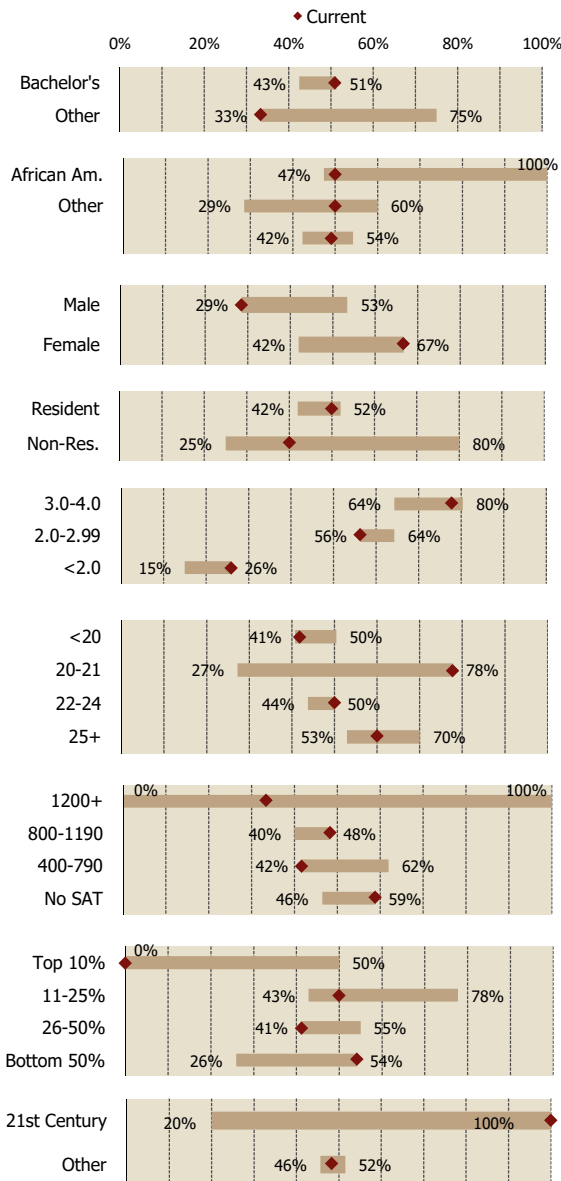 Current
0% 20% 40% 60% 80% 100%
Bachelor's 43% 51%
Other 33% 75%
100%
African Am. 47%
Other 29% 60%
42% 54%
Male 29% 53%
Female 42% 67%
Resident 42% 52%
Non-Res. 25% 80%
3.0-4.0 64% 80%
2.0-2.99 56% 64%
<2.0 15% 26%
<20 41% 50%
20-21 27% 78%
22-24 44% 50%
25+ 53% 70%
0% 100%
1200+
800-1190 40% 48%
400-790 42% 62%
No SAT 46% 59%
0%
Top 10% 50%
11-25% 43% 78%
26-50% 41% 55%
Bottom 50% 26% 54%
21st Century 20% 100%
Other 46% 52%